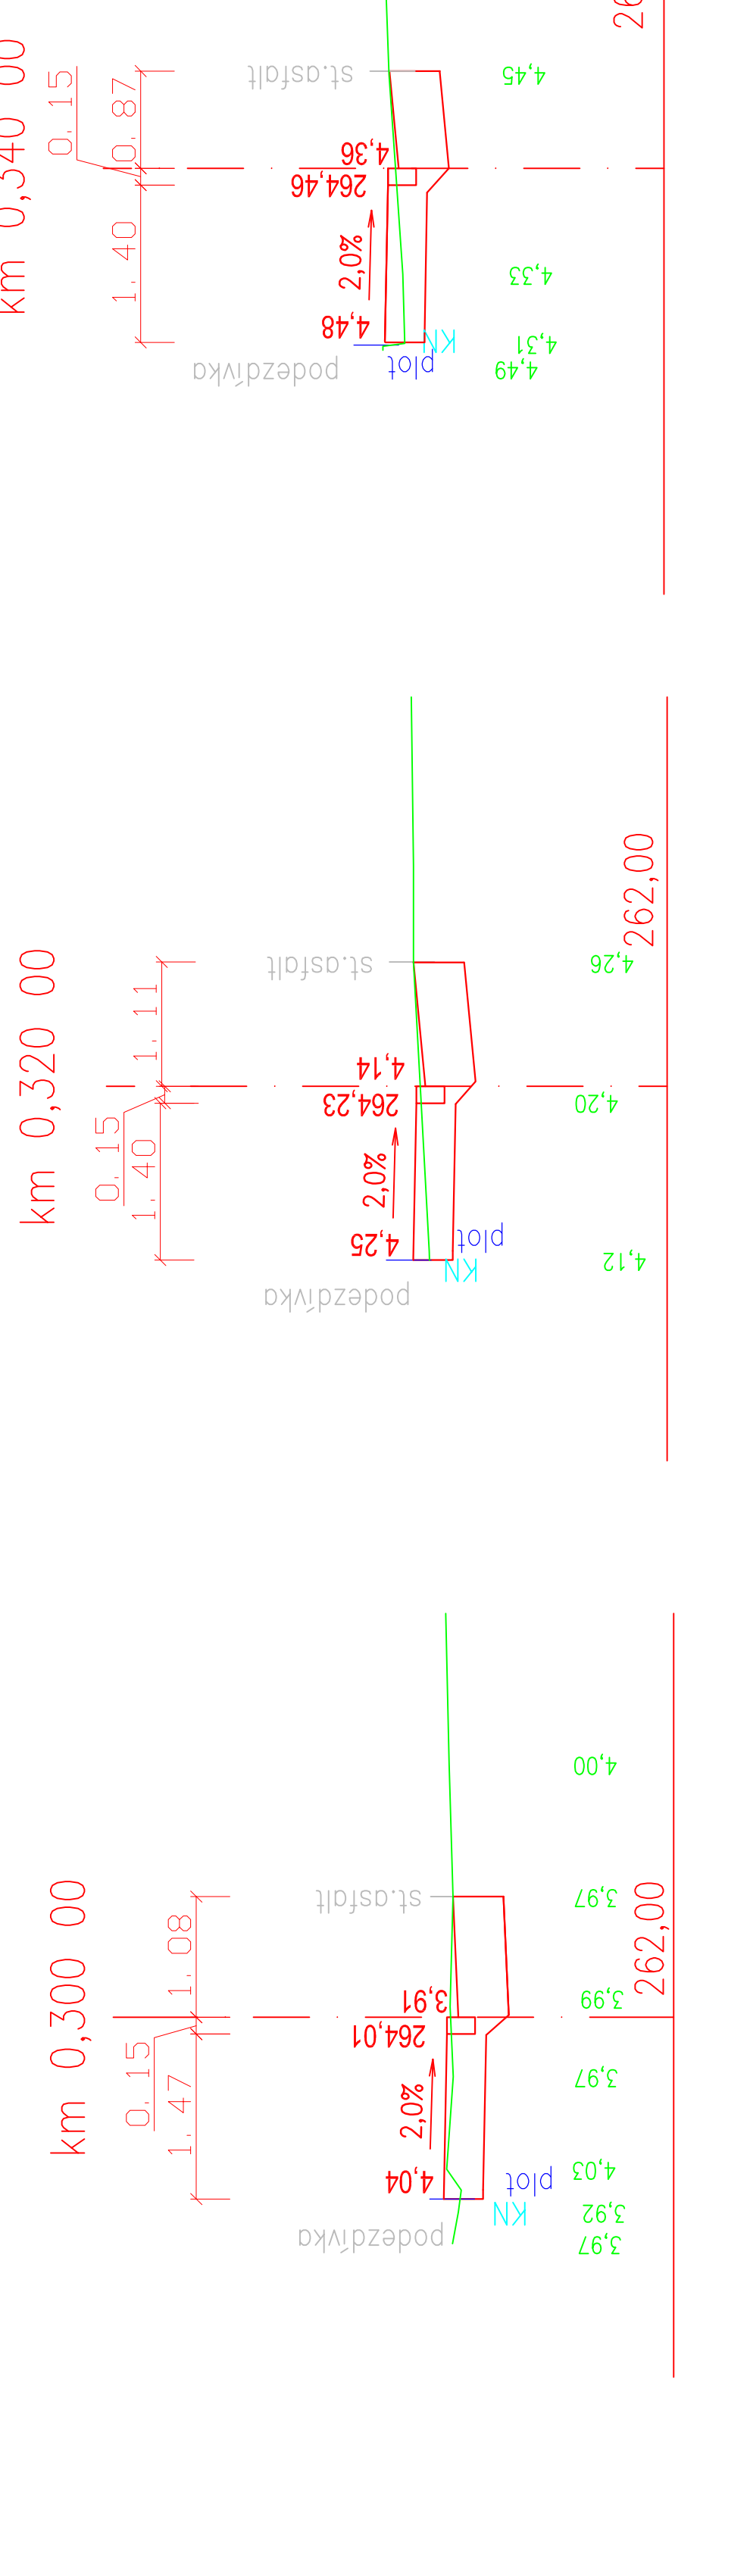 km 0,340 00
0.15
0.87
1.40
st.asfalt
4,36
264,46
2,0%
4,48
podezdívka
plot
KN
4,45
4,33
4,31
4,49
km 0,320 00
1.11
0.15
1.40
st.asfalt
4,14
264,23
2,0%
4,25
podezdívka
plot
KN
262,00
4,26
4,20
4,12
km 0,300 00
1.08
0.15
1.47
st.asfalt
3,91
264,01
2,0%
4,04
podezdívka
plot
KN
262,00
4,00
3,97
3,99
3,97
4,03
3,92
3,97